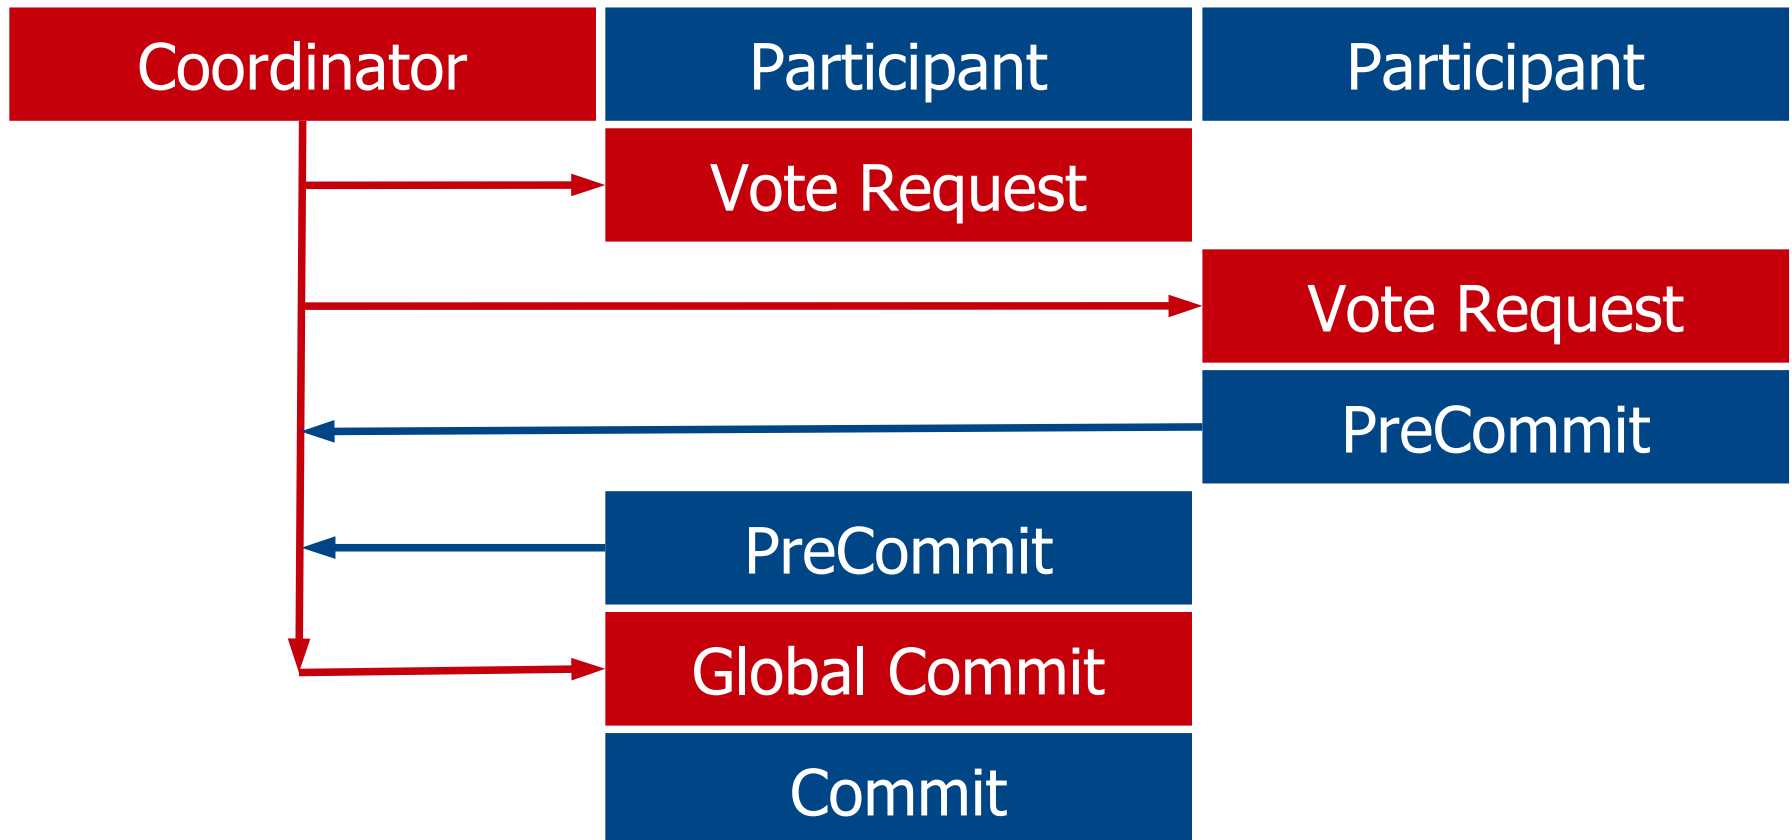 Coordinator
Participant
Participant
Vote Request
Vote Request
PreCommit
PreCommit
Global Commit
Commit